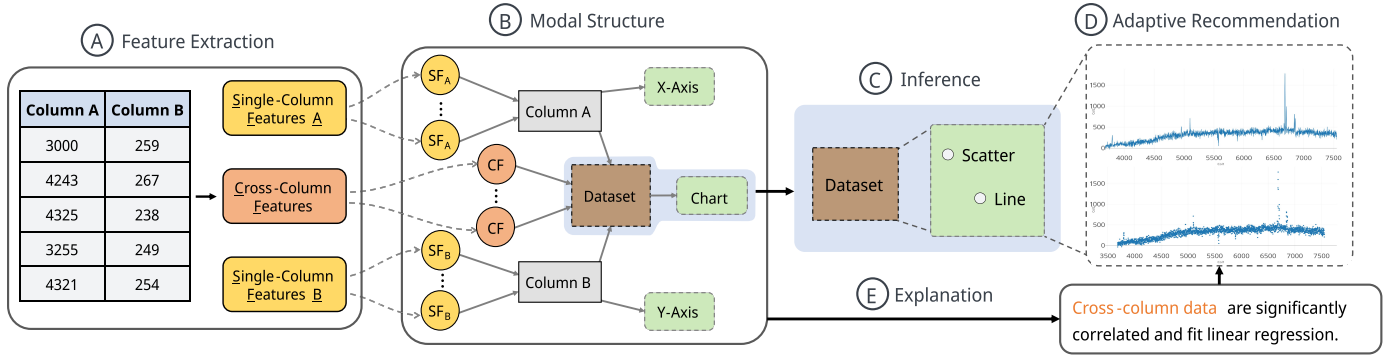 A Feature Extraction
Column A Column B
3000 259
4243 267
4325 238
3255 249
4321 254
Single-Column
Features A
Cross-Column
Features
Single-Column
Features B
B Modal Structure
SFA
SFA
CF
CF
SFB
SFB
Column A
Dataset
Column B
X-Axis
Chart
Y-Axis
C Inference
Dataset
Scatter
Line
D Adaptive Recommendation
1500
1000
500
0
4000 4500 5000 5500 6000 6500 7000 7500
1500
1000
500
0
3500 4000 4500 5000 5500 6000 6500 7000 7500
E Explanation
Cross-column data are significantly
correlated and fit linear regression.